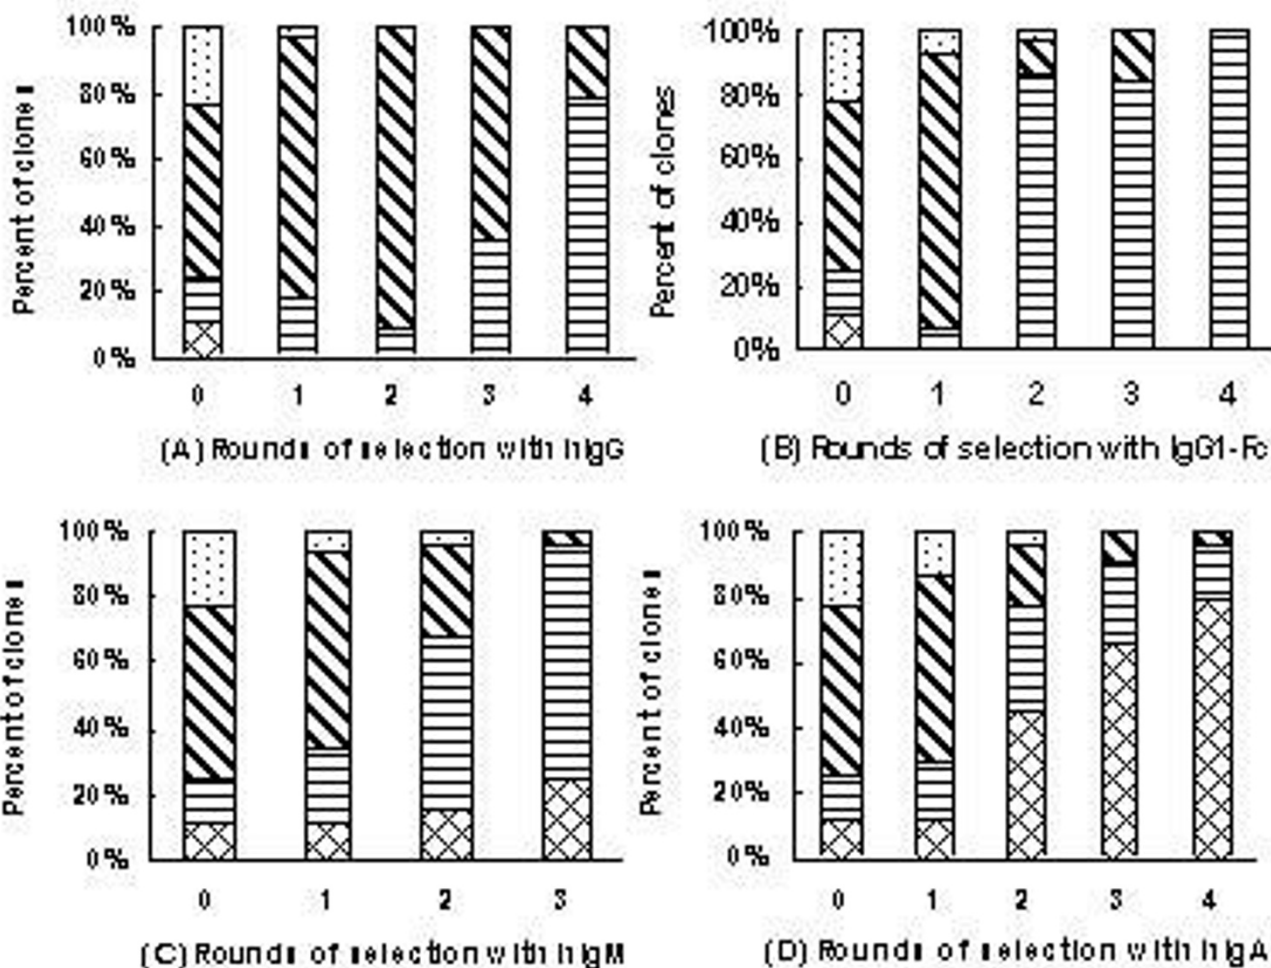 100%
80%
60%
40%
20%
0%
Percent of clones
0 1 2 3 4
(A) Rounds of selection with hIgG
100%
80%
60%
40%
20%
0%
Percent of clones
0 1 2 3 4
(B) Rounds of selection with IgG1-Fc
100%
80%
60%
40%
20%
0%
Percent of clones
0 1 2 3
(C) Rounds of selection with hIgM
100%
80%
60%
40%
20%
0%
Percent of clones
0 1 2 3 4
(D) Rounds of selection with hIgA